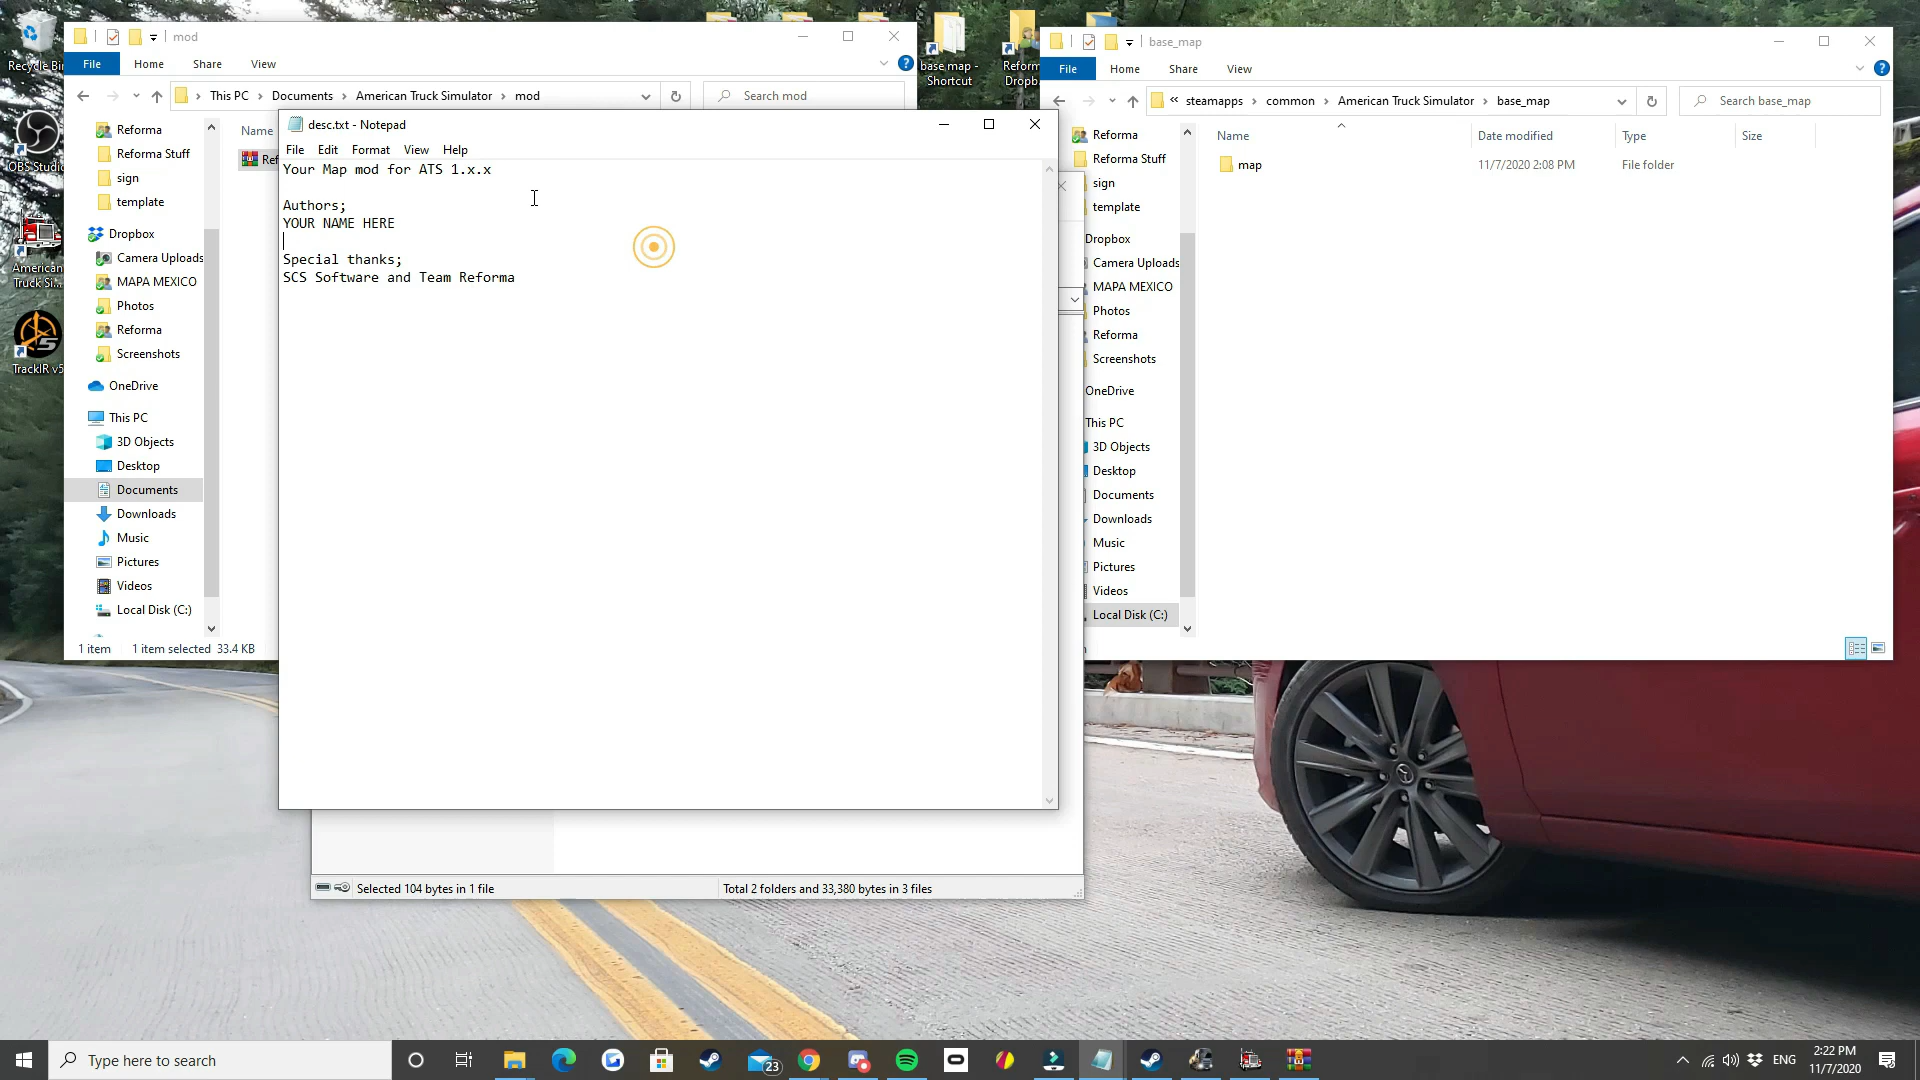 mod
File
Home
Share
View
This PC
Documents
American Truck Simulator
mod
Search mod
Name
Reforma
Reforma Stuff
sign
template
Dropbox
Camera Uploads
MAPA MEXICO
Photos
Reforma
Screenshots
OneDrive
This PC
3D Objects
Desktop
Documents
Downloads
Music
Pictures
Videos
Local Disk (C:)
1 item
1 item selected 33.4 KB
desc.txt - Notepad
File
Edit
Format
View
Help
Your Map mod for ATS 1.x.x
Authors;
YOUR NAME HERE
Special thanks;
SCS Software and Team Reforma
Selected 104 bytes in 1 file
Total 2 folders and 33,380 bytes in 3 files
base map -
Shortcut
base_map
File
Home
Share
View
steamapps
common
American Truck Simulator
base_map
Search base_map
Name
Date modified
Type
Size
map
11/7/2020 2:08 PM
File folder
Reforma
Reforma Stuff
sign
template
Dropbox
Camera Uploads
MAPA MEXICO
Photos
Reforma
Screenshots
OneDrive
This PC
3D Objects
Desktop
Documents
Downloads
Music
Pictures
Videos
Local Disk (C:)
Type here to search
23
ENG
2:22 PM
11/7/2020